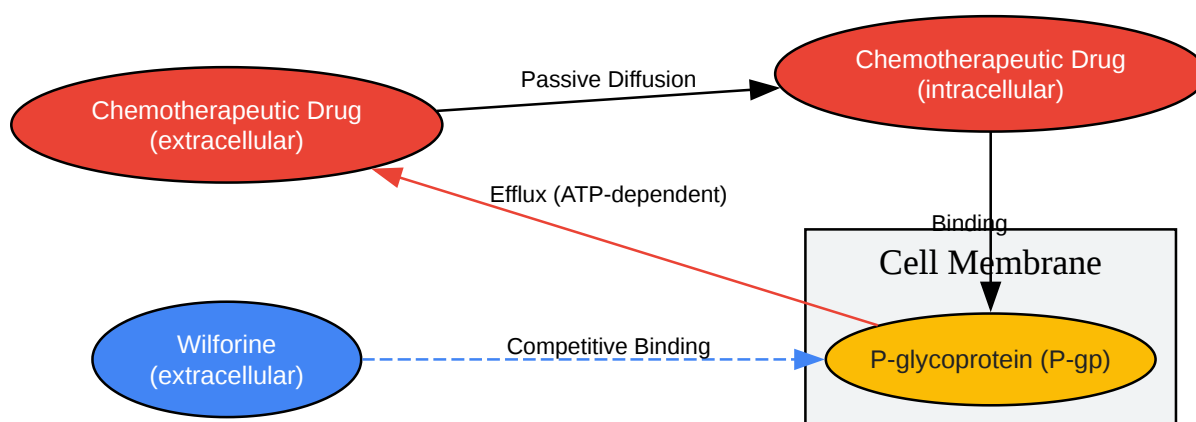 Chemotherapeutic Drug
(extracellular)
Passive Diffusion
Chemotherapeutic Drug
(intracellular)
Efflux (ATP-dependent)
Binding
Cell Membrane
Wilforine
(extracellular)
Competitive Binding
P-glycoprotein (P-gp)